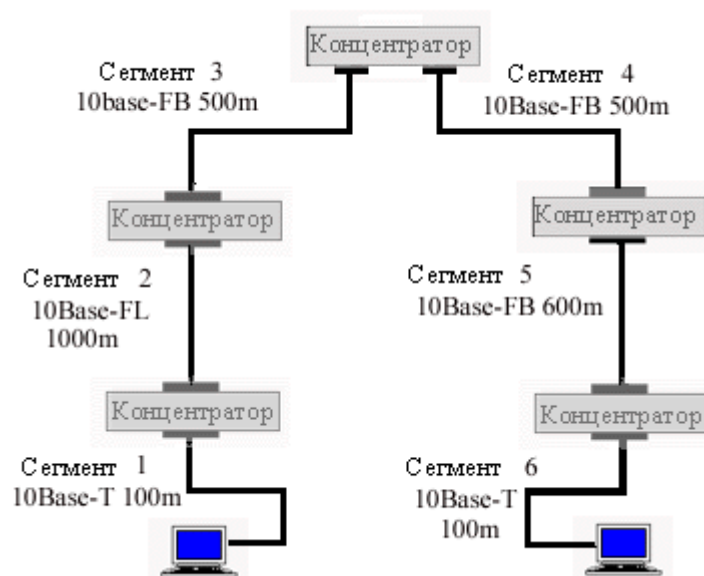 Концентратор
Сегмент 3
10base-FB 500m
Сегмент 4
10Base-FB 500m
Концентратор
Концентратор
Сегмент 2
10Base-FL
1000m
Сегмент 5
10Base-FB 600m
Концентратор
Концентратор
Сегмент 1
10Base-T 100m
Сегмент 6
10Base-T
100m